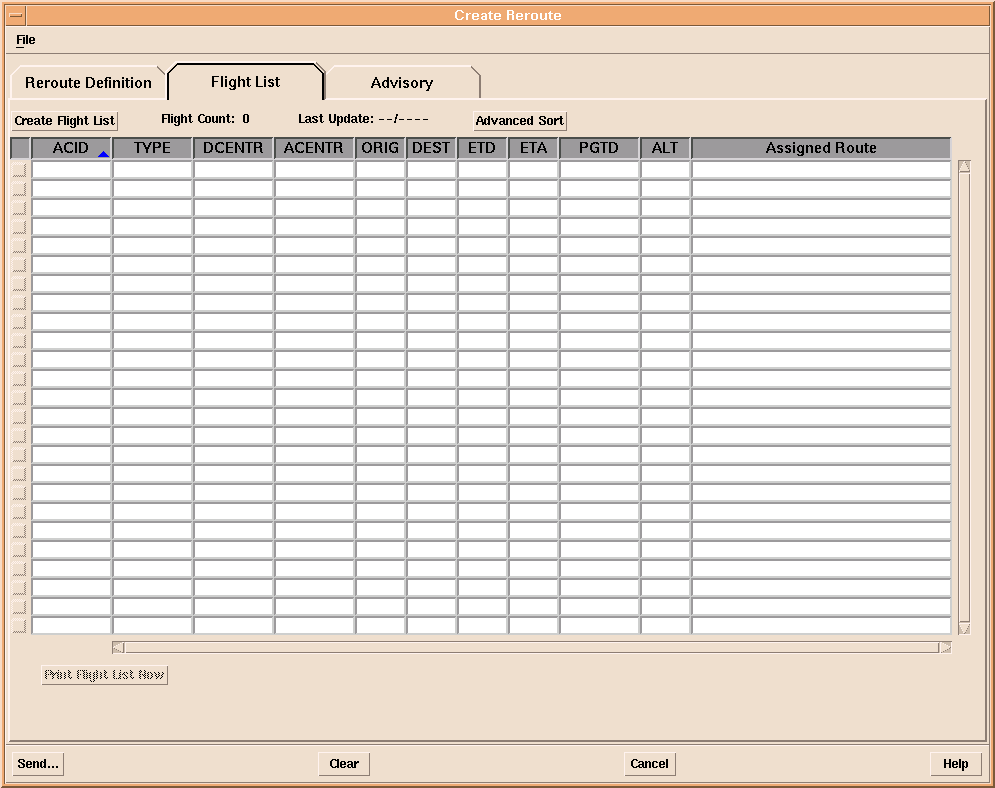 Create Reroute
File
Reroute Definition Flight List Advisory
Create Flight List Flight Count: 0 Last Update: --/---- Advanced Sort
ACID TYPE DCENTR ACENTR ORIG DEST ETD ETA PGTD ALT Assigned Route
Print Flight List Now
Send... Clear Cancel Help